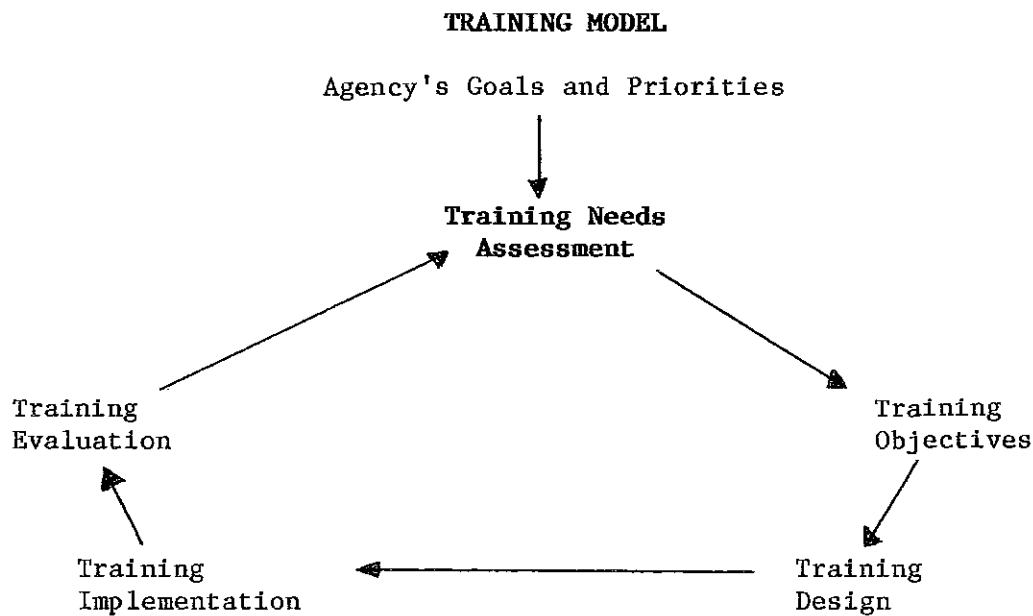 TRAINING MODEL
Agency's Goals and Priorities
Training Needs
Assessment
Training
Evaluation
Training
Objectives
Training
Implementation
Training
Design